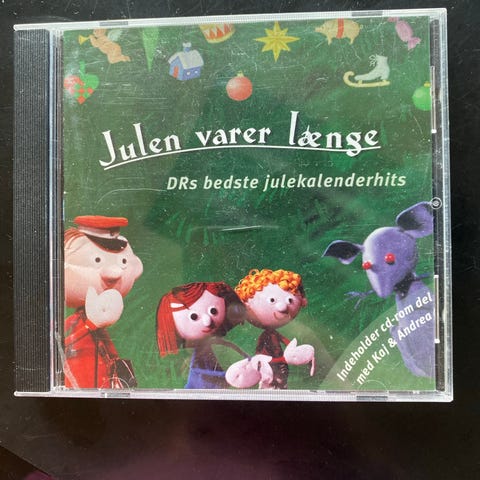 Julen varer længe
DRs bedste julekalenderhits
Indeholder cd-rom del
med Kaj & Andrea